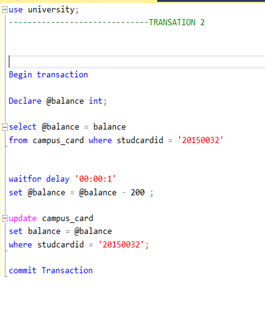 use university;
------------------------------TRANSATION 2
Begin transaction
Declare @balance int;
select @balance = balance
from campus_card where studcardid = '20150032'
waitfor delay '00:00:1'
set @balance = @balance - 200 ;
update campus_card
set balance = @balance
where studcardid = '20150032';
commit Transaction